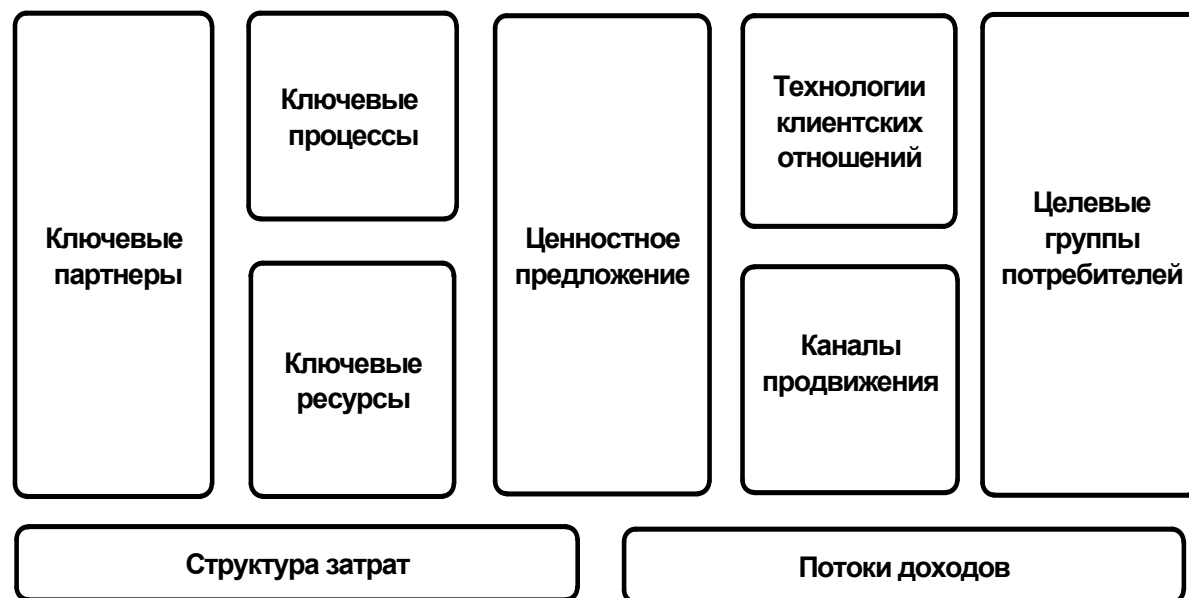 Ключевые
партнеры
Ключевые
процессы
Ключевые
ресурсы
Ценностное
предложение
Технологии
клиентских
отношений
Каналы
продвижения
Целевые
группы
потребителей
Структура затрат
Потоки доходов